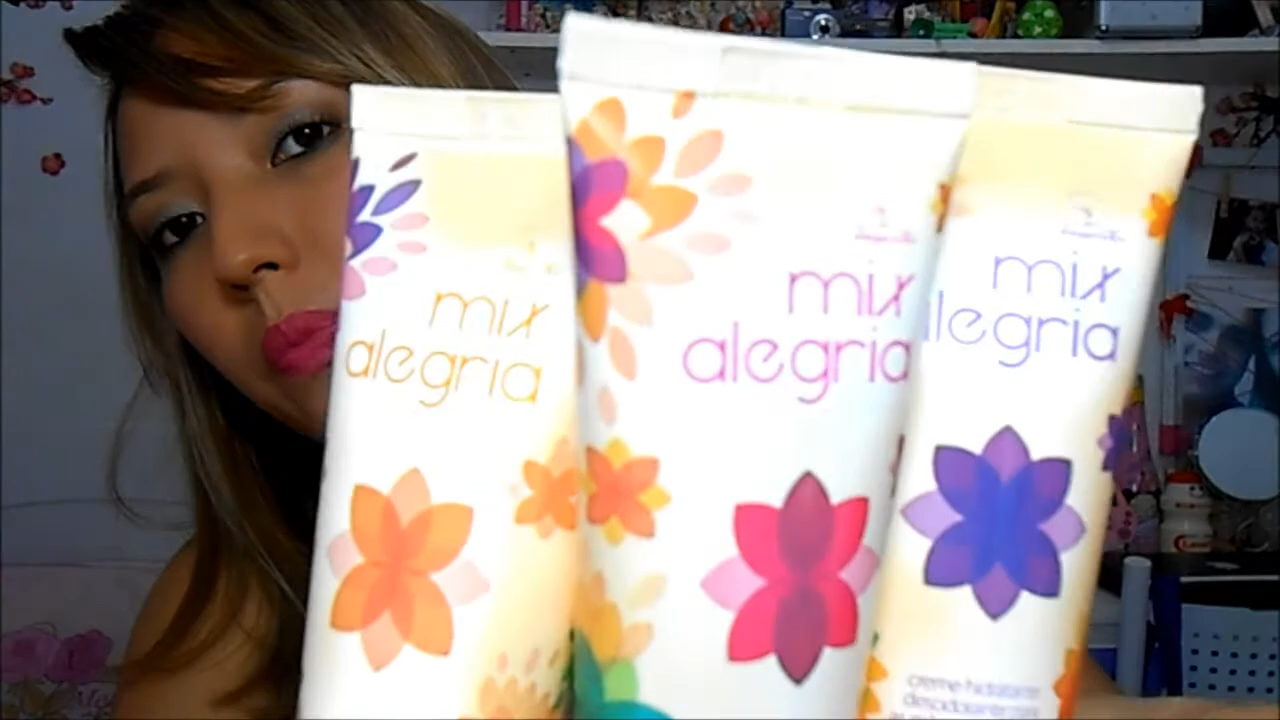 mix
alegria
mix
alegria
mix
alegria
creme hidratante
desodorante